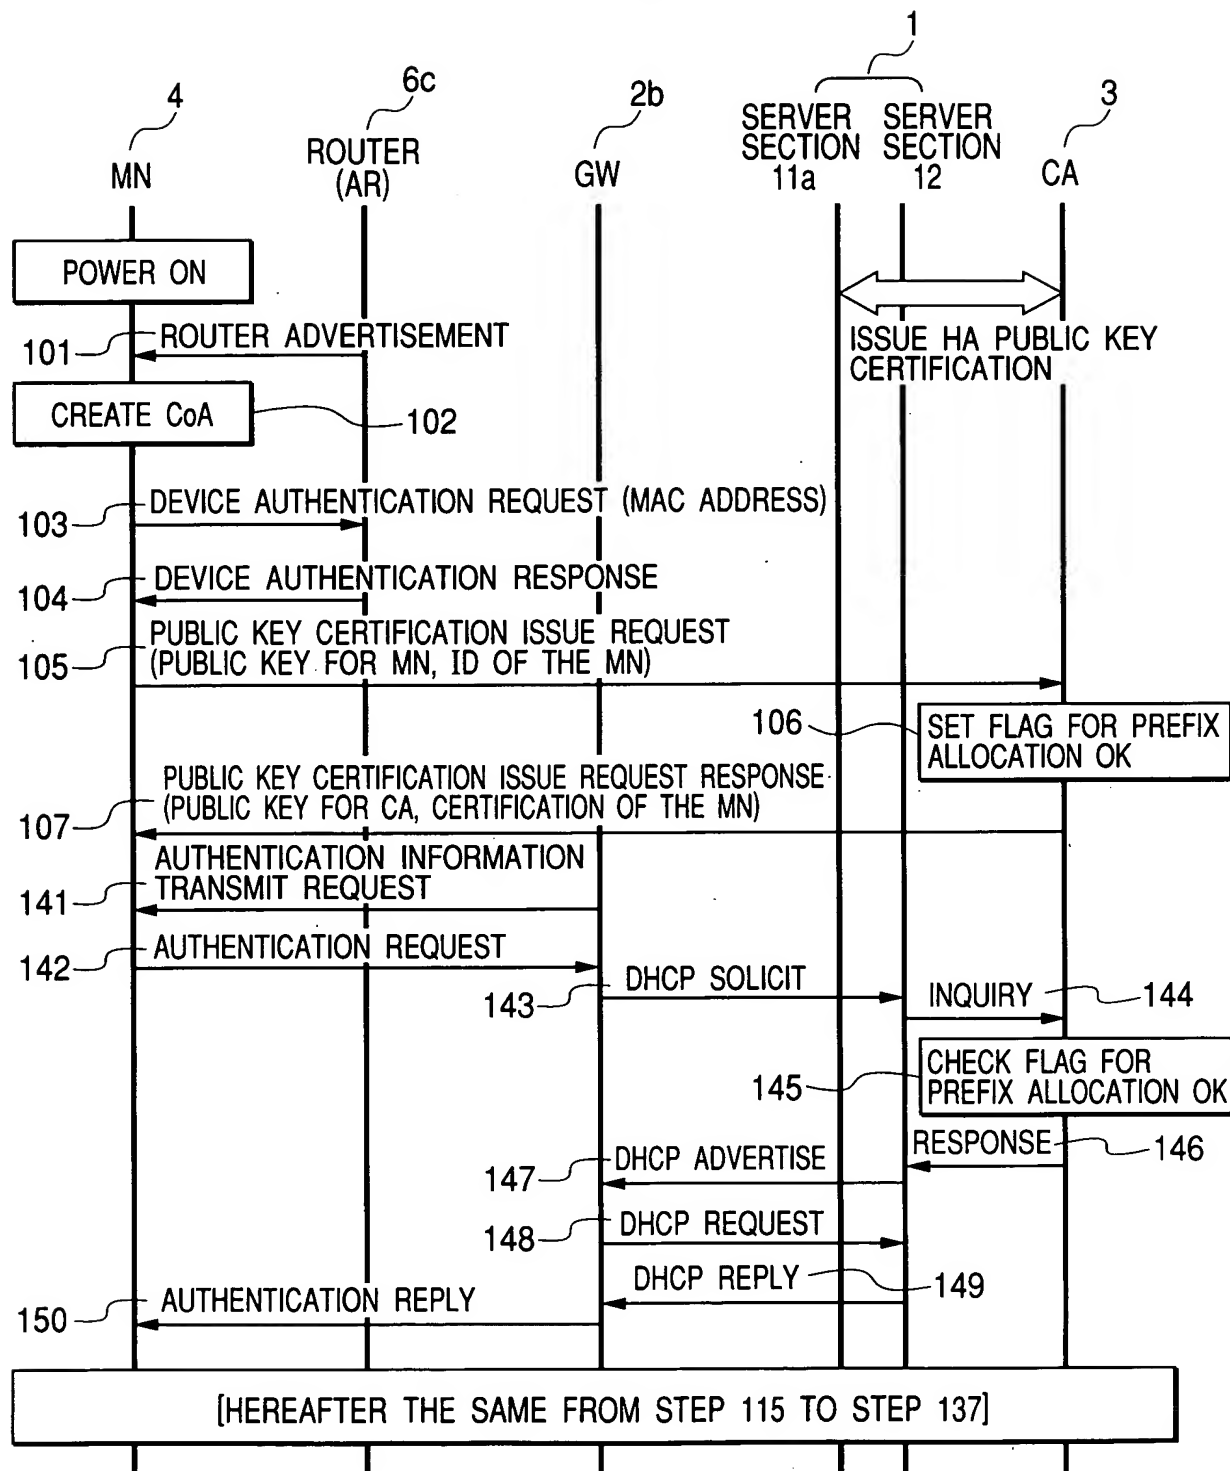 1
4
6c
2b
3
MN
ROUTER
(AR)
GW
SERVER
SECTION
11a
SERVER
SECTION
12
CA
POWER ON
101
ROUTER ADVERTISEMENT
ISSUE HA PUBLIC KEY
CERTIFICATION
CREATE CoA
102
103
DEVICE AUTHENTICATION REQUEST (MAC ADDRESS)
104
DEVICE AUTHENTICATION RESPONSE
105
PUBLIC KEY CERTIFICATION ISSUE REQUEST
(PUBLIC KEY FOR MN, ID OF THE MN)
106
SET FLAG FOR PREFIX
ALLOCATION OK
107
PUBLIC KEY CERTIFICATION ISSUE REQUEST RESPONSE
(PUBLIC KEY FOR CA, CERTIFICATION OF THE MN)
141
AUTHENTICATION INFORMATION
TRANSMIT REQUEST
142
AUTHENTICATION REQUEST
143
DHCP SOLICIT
INQUIRY
144
145
CHECK FLAG FOR
PREFIX ALLOCATION OK
RESPONSE
146
147
DHCP ADVERTISE
148
DHCP REQUEST
DHCP REPLY
149
150
AUTHENTICATION REPLY
[HEREAFTER THE SAME FROM STEP 115 TO STEP 137]